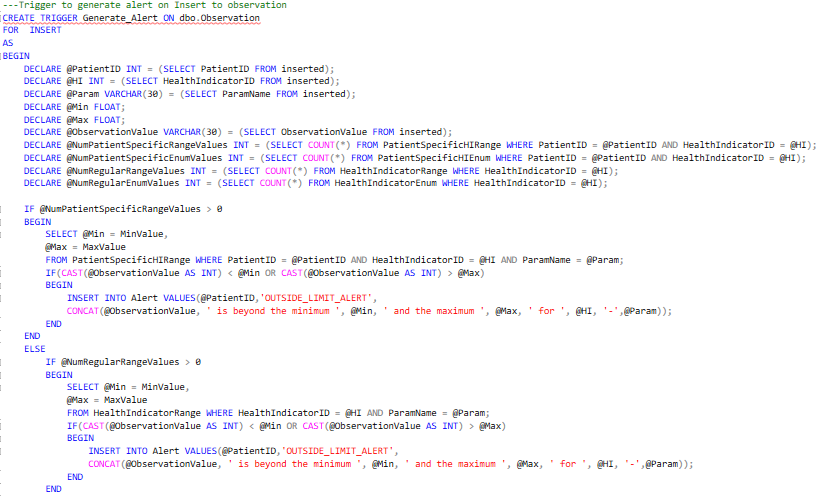 ---Trigger to generate alert on Insert to observation
CREATE TRIGGER Generate_Alert ON dbo.Observation
FOR INSERT
AS
BEGIN
DECLARE @PatientID INT = (SELECT PatientID FROM inserted);
DECLARE @HI INT = (SELECT HealthIndicatorID FROM inserted);
DECLARE @Param VARCHAR(30) = (SELECT ParamName FROM inserted);
DECLARE @Min FLOAT;
DECLARE @Max FLOAT;
DECLARE @ObservationValue VARCHAR(30) = (SELECT ObservationValue FROM inserted);
DECLARE @NumPatientSpecificRangeValues INT = (SELECT COUNT(*) FROM PatientSpecificHIRange WHERE PatientID = @PatientID AND HealthIndicatorID = @HI);
DECLARE @NumPatientSpecificEnumValues INT = (SELECT COUNT(*) FROM PatientSpecificHIEnum WHERE PatientID = @PatientID AND HealthIndicatorID = @HI);
DECLARE @NumRegularRangeValues INT = (SELECT COUNT(*) FROM HealthIndicatorRange WHERE HealthIndicatorID = @HI);
DECLARE @NumRegularEnumValues INT = (SELECT COUNT(*) FROM HealthIndicatorEnum WHERE HealthIndicatorID = @HI);
IF @NumPatientSpecificRangeValues > 0
BEGIN
SELECT @Min = MinValue,
@Max = MaxValue
FROM PatientSpecificHIRange WHERE PatientID = @PatientID AND HealthIndicatorID = @HI AND ParamName = @Param;
IF(CAST(@ObservationValue AS INT) < @Min OR CAST(@ObservationValue AS INT) > @Max)
BEGIN
INSERT INTO Alert VALUES(@PatientID,'OUTSIDE_LIMIT_ALERT',
CONCAT(@ObservationValue, ' is beyond the minimum ', @Min, ' and the maximum ', @Max, ' for ', @HI, '-',@Param));
END
END
ELSE
IF @NumRegularRangeValues > 0
BEGIN
SELECT @Min = MinValue,
@Max = MaxValue
FROM HealthIndicatorRange WHERE HealthIndicatorID = @HI AND ParamName = @Param;
IF(CAST(@ObservationValue AS INT) < @Min OR CAST(@ObservationValue AS INT) > @Max)
BEGIN
INSERT INTO Alert VALUES(@PatientID,'OUTSIDE_LIMIT_ALERT',
CONCAT(@ObservationValue, ' is beyond the minimum ', @Min, ' and the maximum ', @Max, ' for ', @HI, '-',@Param));
END
END